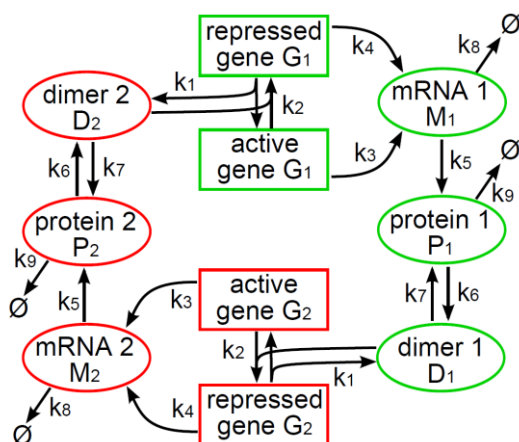 repressed
gene G₁
k₄
k₈
Ø
k₁
dimer 2
D₂
k₂
mRNA 1
M₁
active
gene G₁
k₃
k₆
k₇
k₅
Ø
k₉
protein 2
P₂
protein 1
P₁
k₉
Ø
k₅
k₃
active
gene G₂
k₇
k₆
k₂
mRNA 2
M₂
k₁
dimer 1
D₁
k₈
Ø
k₄
repressed
gene G₂